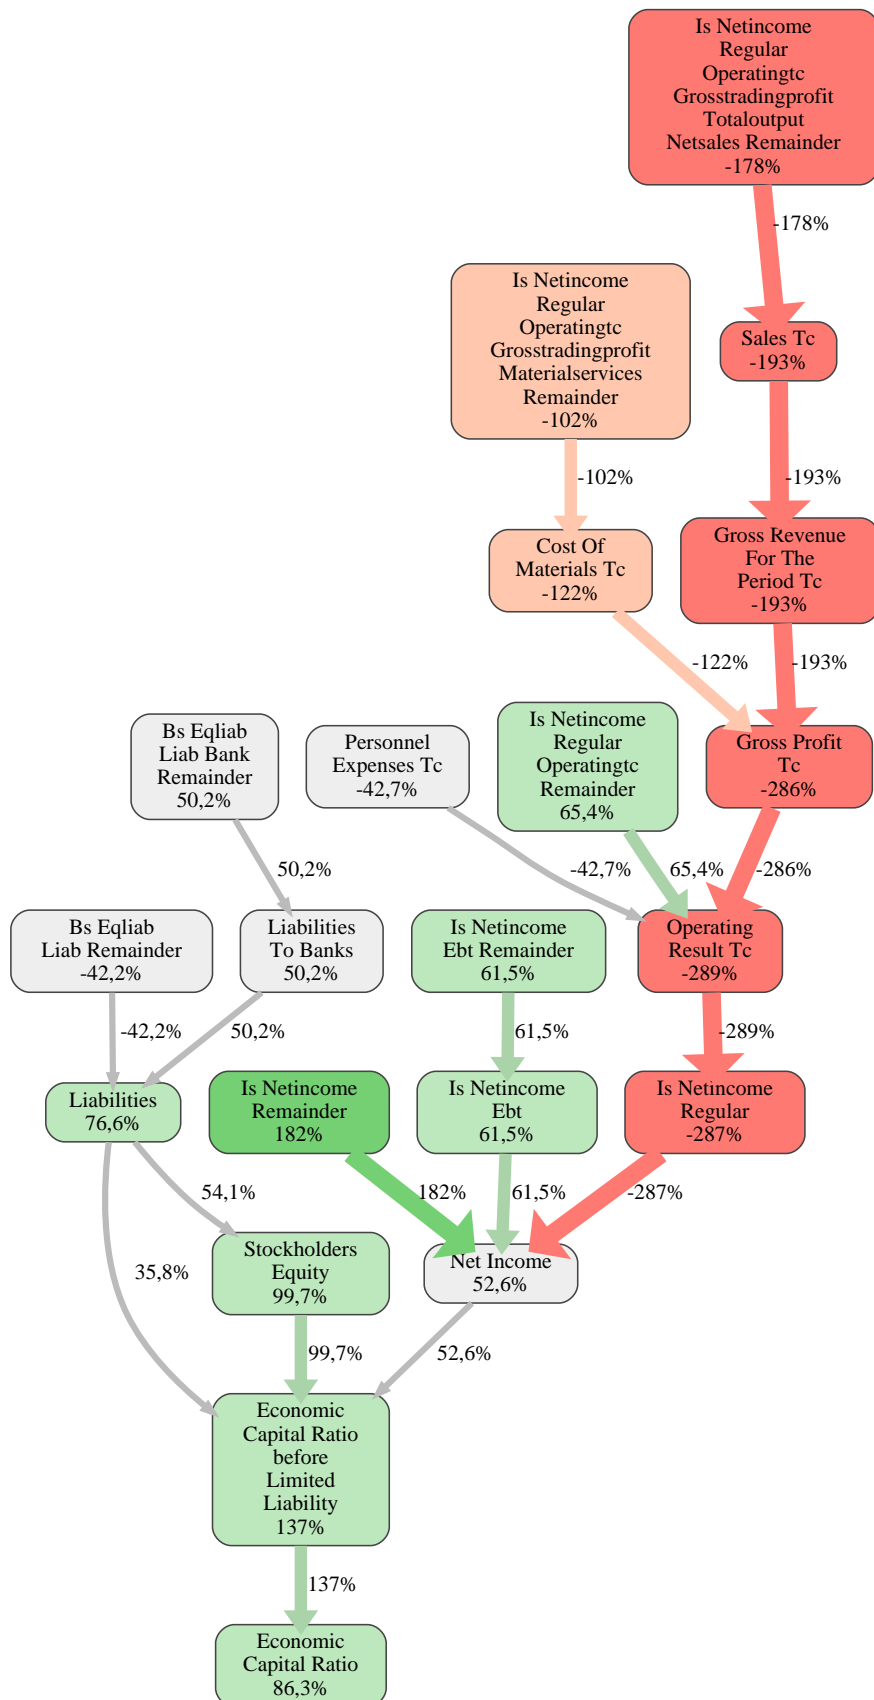 Is Netincome
Regular
Operatingtc
Grosstradingprofit
Totaloutput
Netsales Remainder
-178%
-178%
Is Netincome
Regular
Operatingtc
Grosstradingprofit
Materialservices
Remainder
-102%
Sales Tc
-193%
-102%
-193%
Cost Of
Materials Tc
-122%
Gross Revenue
For The
Period Tc
-193%
-122%
-193%
Bs Eqliab
Liab Bank
Remainder
50,2%
Personnel
Expenses Tc
-42,7%
Is Netincome
Regular
Operatingtc
Remainder
65,4%
Gross Profit
Tc
-286%
50,2%
-42,7%
65,4%
-286%
Bs Eqliab
Liab Remainder
-42,2%
Liabilities
To Banks
50,2%
Is Netincome
Ebt Remainder
61,5%
Operating
Result Tc
-289%
-42,2%
50,2%
61,5%
-289%
Liabilities
76,6%
Is Netincome
Remainder
182%
Is Netincome
Ebt
61,5%
Is Netincome
Regular
-287%
54,1%
182%
61,5%
-287%
35,8%
Stockholders
Equity
99,7%
Net Income
52,6%
99,7%
52,6%
Economic
Capital Ratio
before
Limited
Liability
137%
137%
Economic
Capital Ratio
86,3%